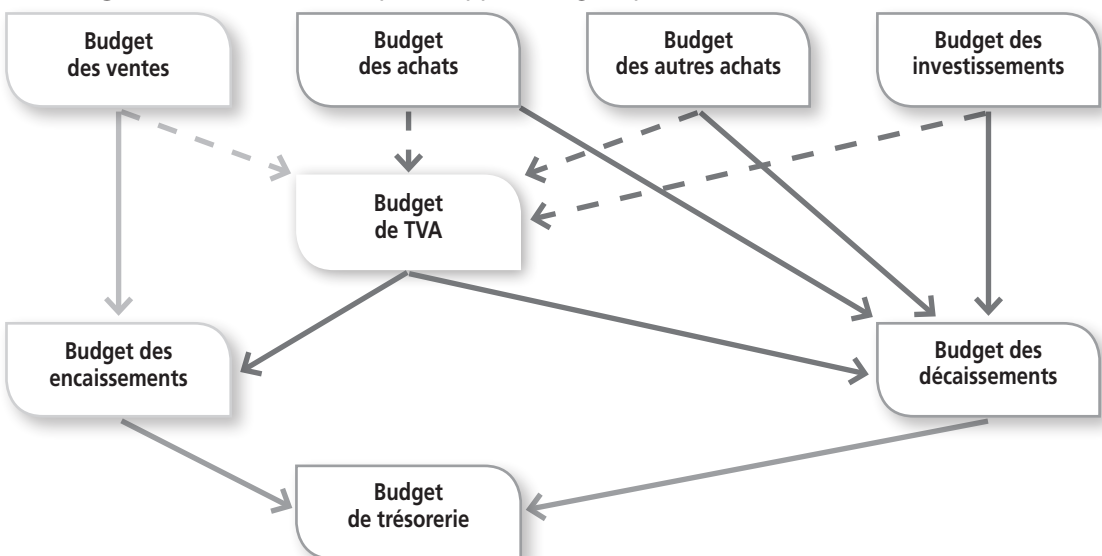 Budget
des ventes
Budget
des achats
Budget
des autres achats
Budget des
investissements
Budget
de TVA
Budget des
encaissements
Budget des
décaissements
Budget
de trésorerie